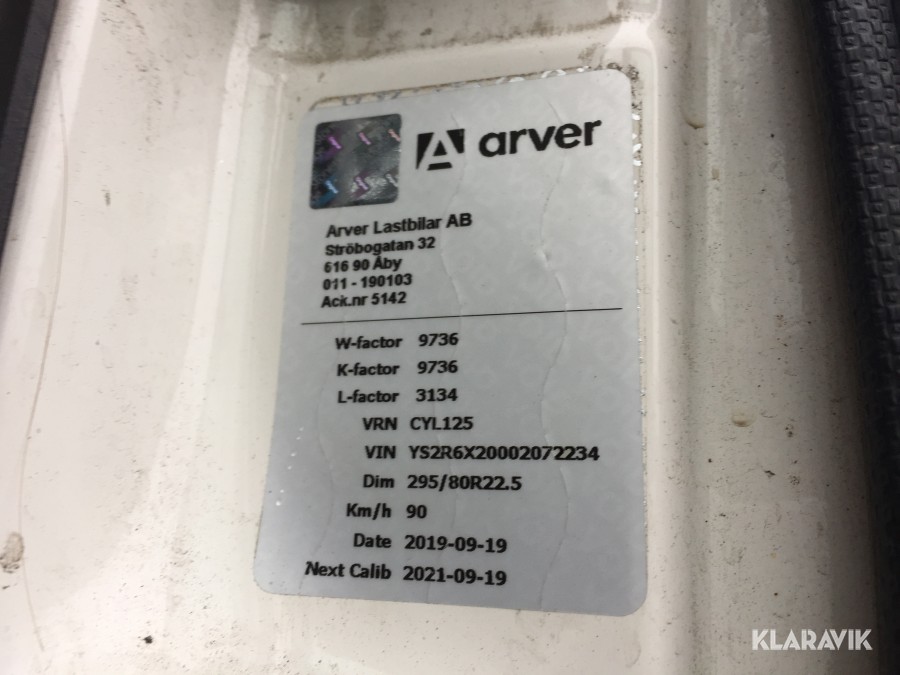 arver
Arver Lastbilar AB
Ströbogatan 32
616 90 Åby
011 - 190103
Ack.nr 5142
W-factor 9736
K-factor 9736
L-factor 3134
VRN CYL125
VIN YS2R6X20002072234
Dim 295/80R22.5
Km/h 90
Date 2019-09-19
Next Calib 2021-09-19
KLARAVIK